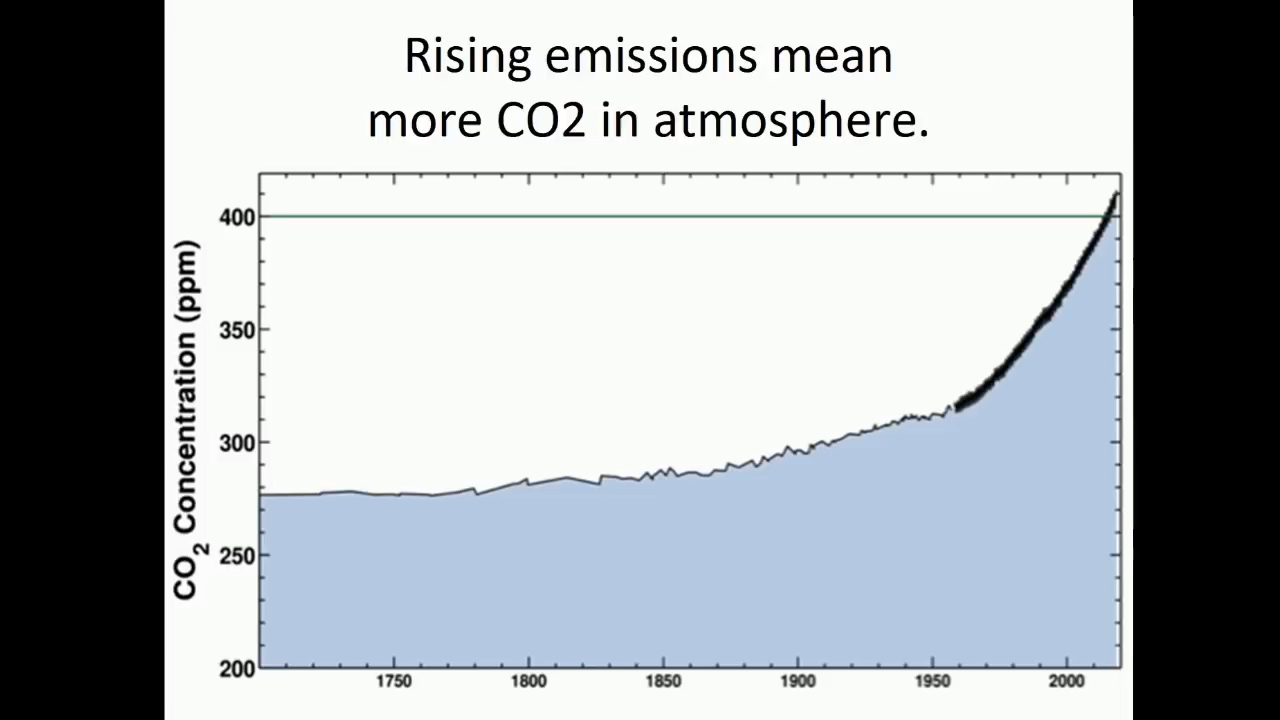 Rising emissions mean
more CO2 in atmosphere.
CO2 Concentration (ppm)
400
350
300
250
200
1750 1800 1850 1900 1950 2000